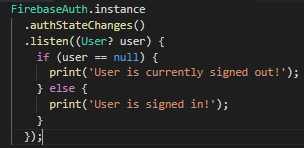 FirebaseAuth.instance
  .authStateChanges()
  .listen((User? user) {
    if (user == null) {
      print('User is currently signed out!');
    } else {
      print('User is signed in!');
    }
  });